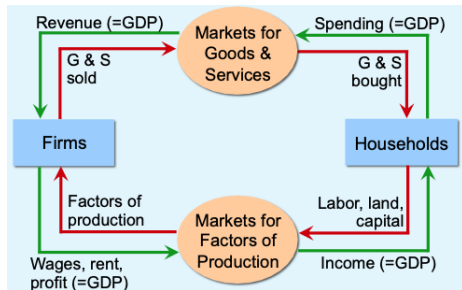 Revenue (=GDP)
Markets for
Goods &
Services
Spending (=GDP)
G & S
sold
G & S
bought
Firms
Households
Factors of
production
Markets for
Factors of
Production
Labor, land,
capital
Wages, rent,
profit (=GDP)
Income (=GDP)